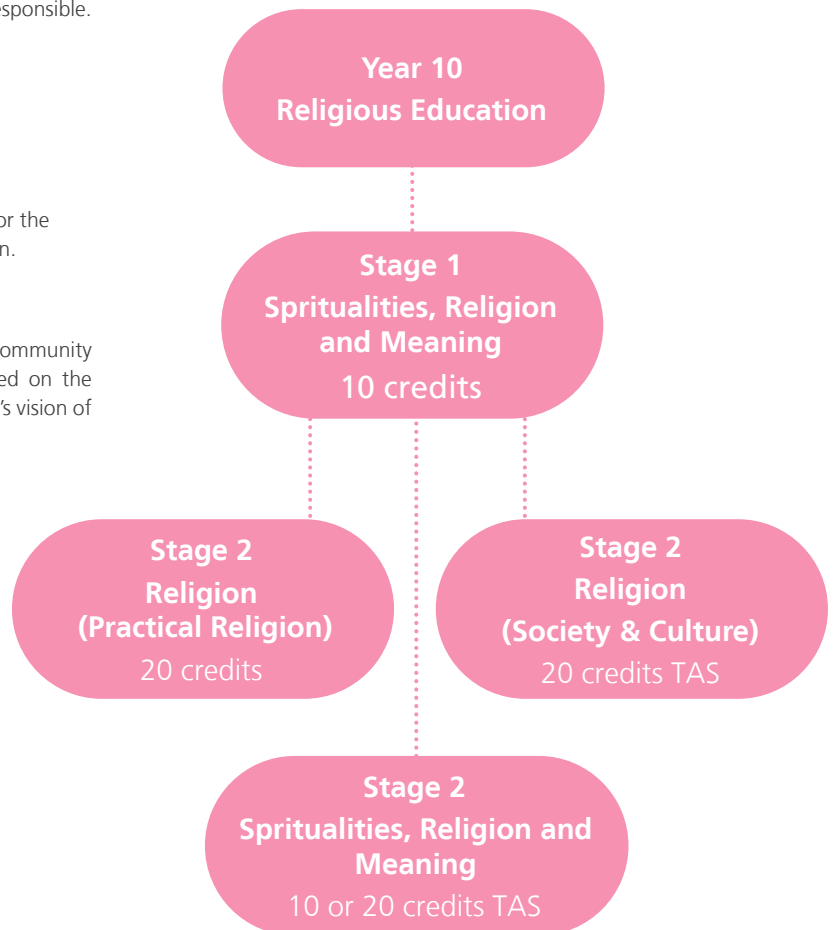 esponsible.
Year 10
Religious Education
or the
n.
Stage 1
Spritualities, Religion
and Meaning
10 credits
ommunity
ed on the
's vision of
Stage 2
Religion
(Practical Religion)
20 credits
Stage 2
Religion
(Society & Culture)
20 credits TAS
Stage 2
Spritualities, Religion and
Meaning
10 or 20 credits TAS